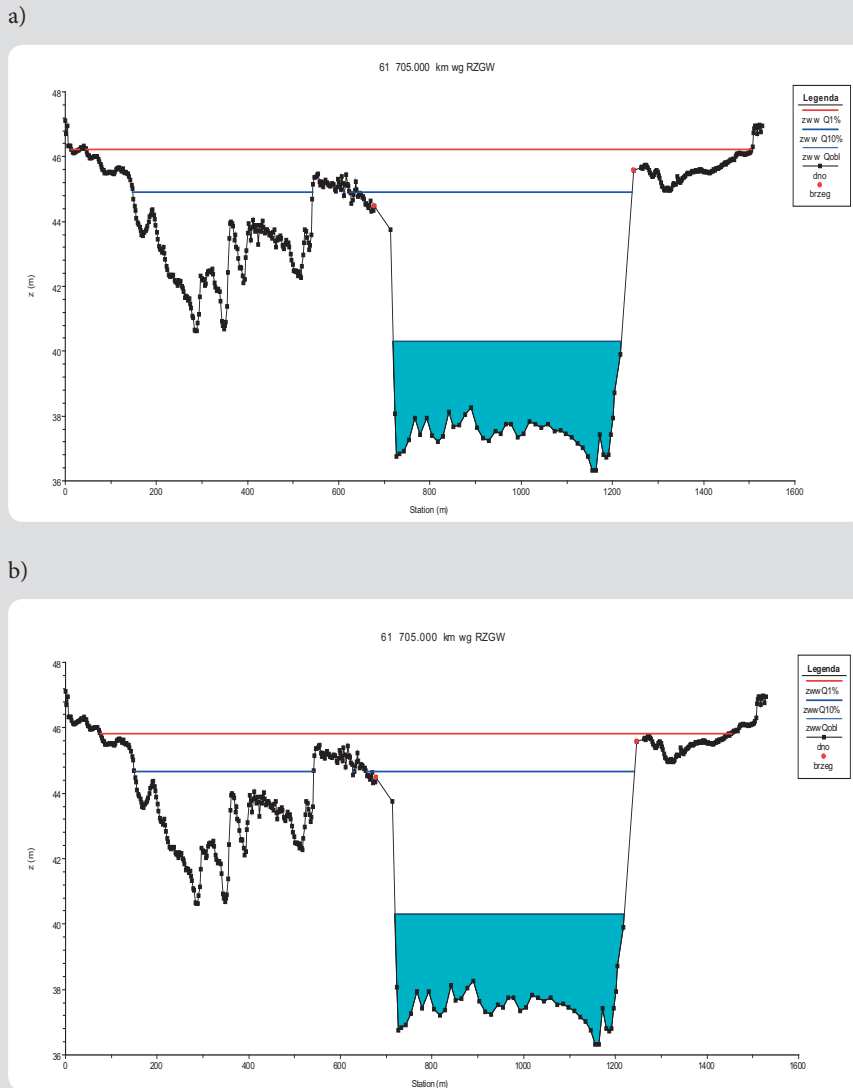 a)
61 705.000 km wg RZGW
48
46
44
42
40
38
36
z (m)
0 200 400 600 800 1000 1200 1400 1600
Station (m)
Legenda
zww Q1%
zww Q10%
zww Qobl
dno
brzeg
b)
61 705.000 km wg RZGW
48
46
44
42
40
38
36
z (m)
0 200 400 600 800 1000 1200 1400 1600
Station (m)
Legenda
zwwQ1%
zwwQ10%
zwwQobl
dno
brzeg